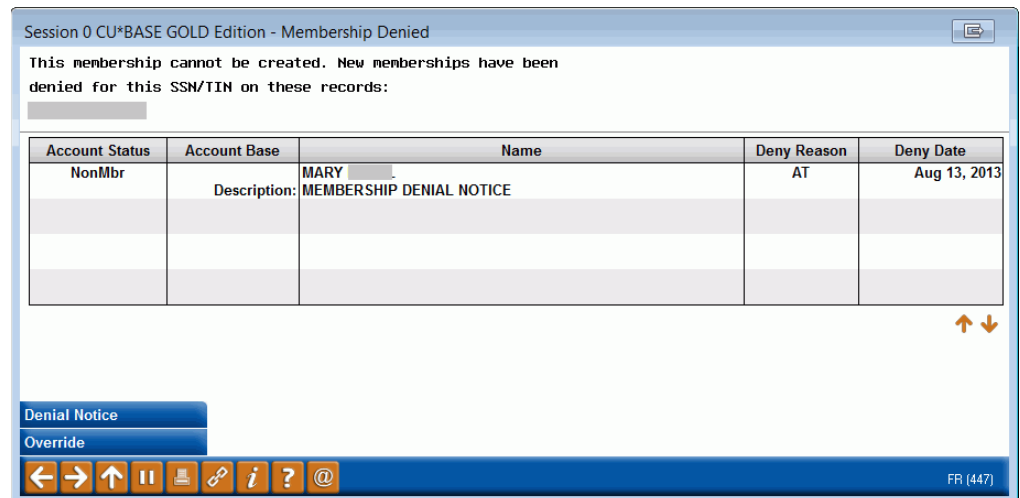 Session 0 CU*BASE GOLD Edition - Membership Denied
This membership cannot be created. New memberships have been
denied for this SSN/TIN on these records:
Account Status Account Base Name Deny Reason Deny Date
NonMbr MARY AT Aug 13, 2013
Description: MEMBERSHIP DENIAL NOTICE
Denial Notice
Override
i ? @
FR (447)